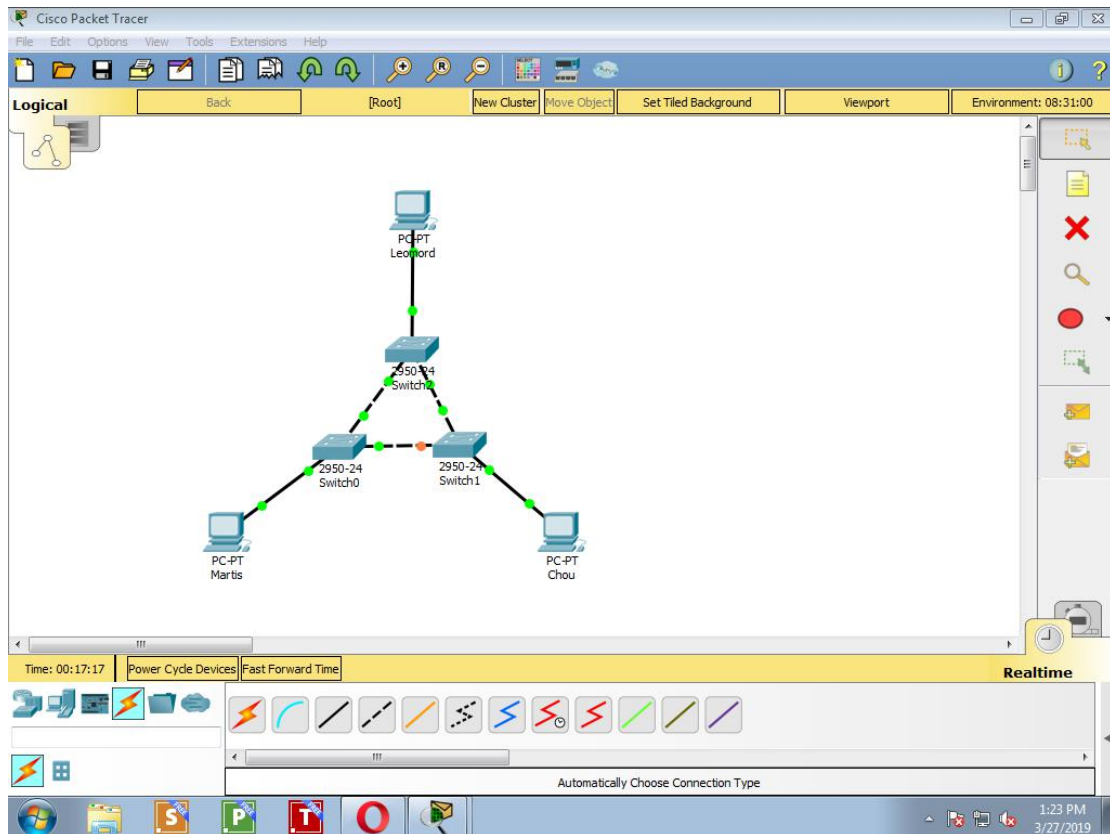 Cisco Packet Tracer
File Edit Options View Tools Extensions Help
Logical Back [Root] New Cluster Move Object Set Tiled Background Viewport Environment: 08:31:00
PC-PT
Leomord
2950-24
Switch2
2950-24
Switch0
2950-24
Switch1
PC-PT
Martis
PC-PT
Chou
Time: 00:17:17 Power Cycle Devices Fast Forward Time Realtime
Automatically Choose Connection Type
S P T
1:23 PM
3/27/2019